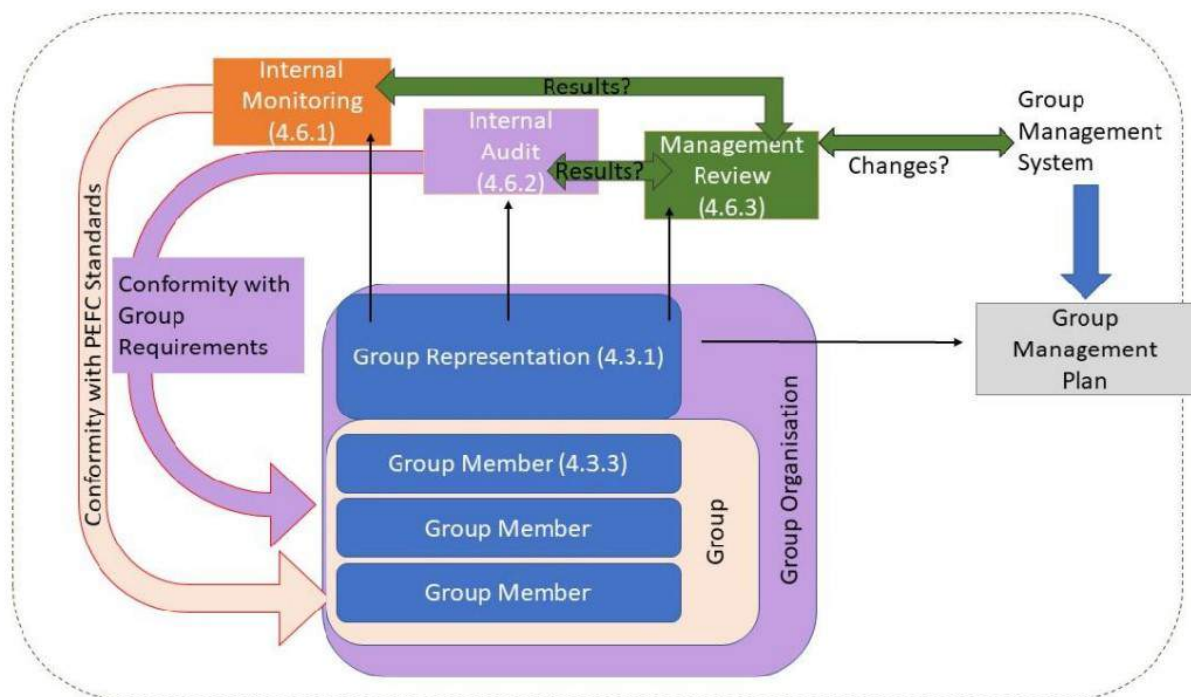 Internal
Monitoring
(4.6.1)
Results?
Internal
Audit
(4.6.2)
Results?
Management
Review
(4.6.3)
Changes?
Group
Management
System
Conformity with PEFC Standards
Conformity with
Group
Requirements
Group Representation (4.3.1)
Group
Management
Plan
Group Member (4.3.3)
Group Member
Group Member
Group
Group Organisation